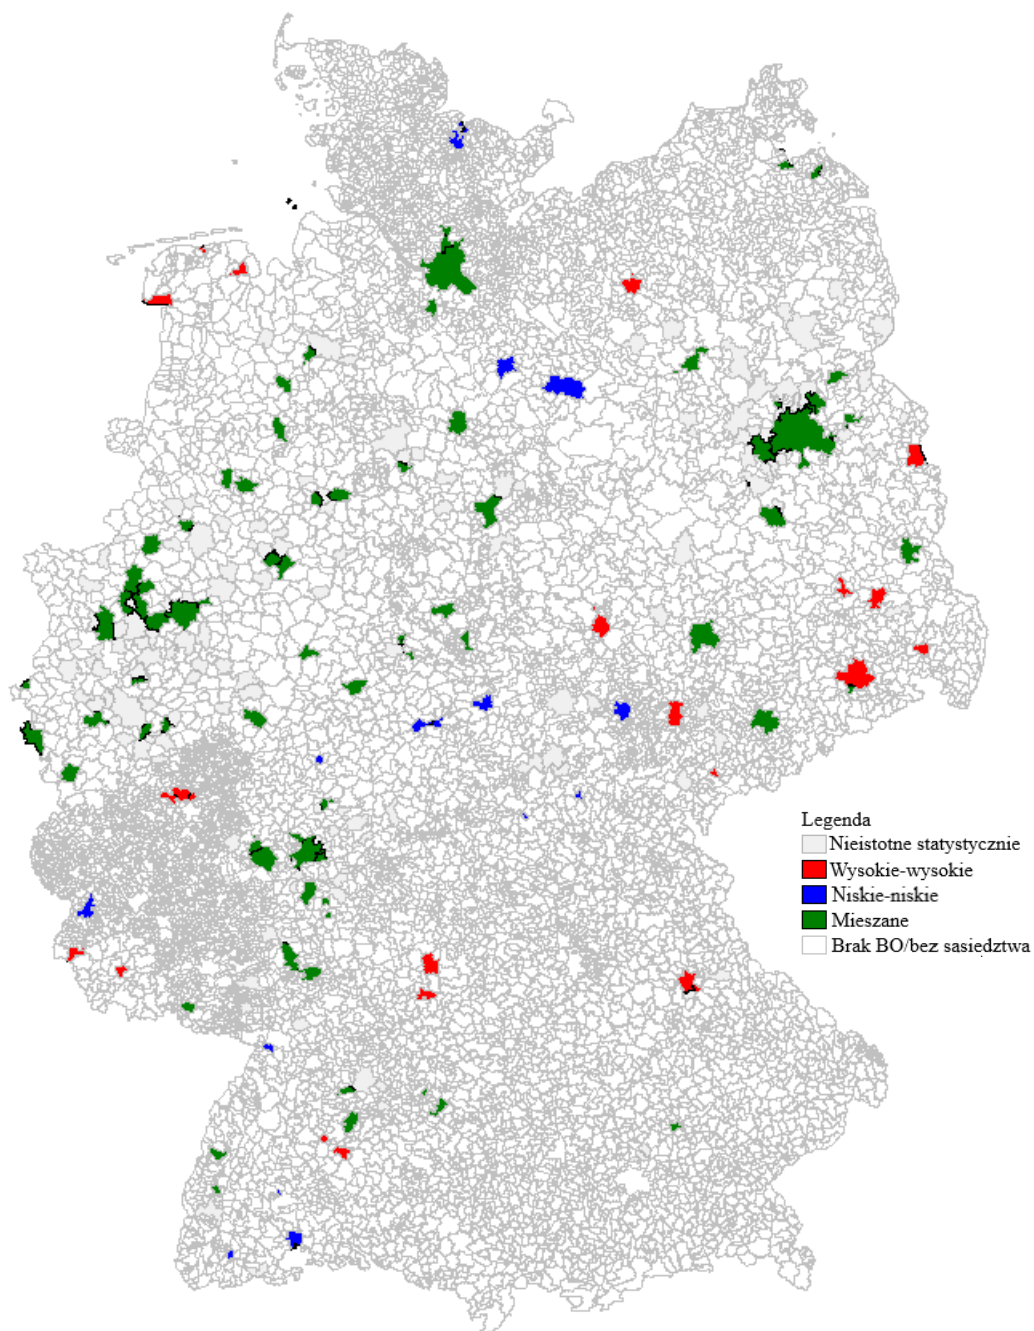 Legenda
Nieistotne statystycznie
Wysokie-wysokie
Niskie-niskie
Mieszane
Brak BO/bez sasiedztwa